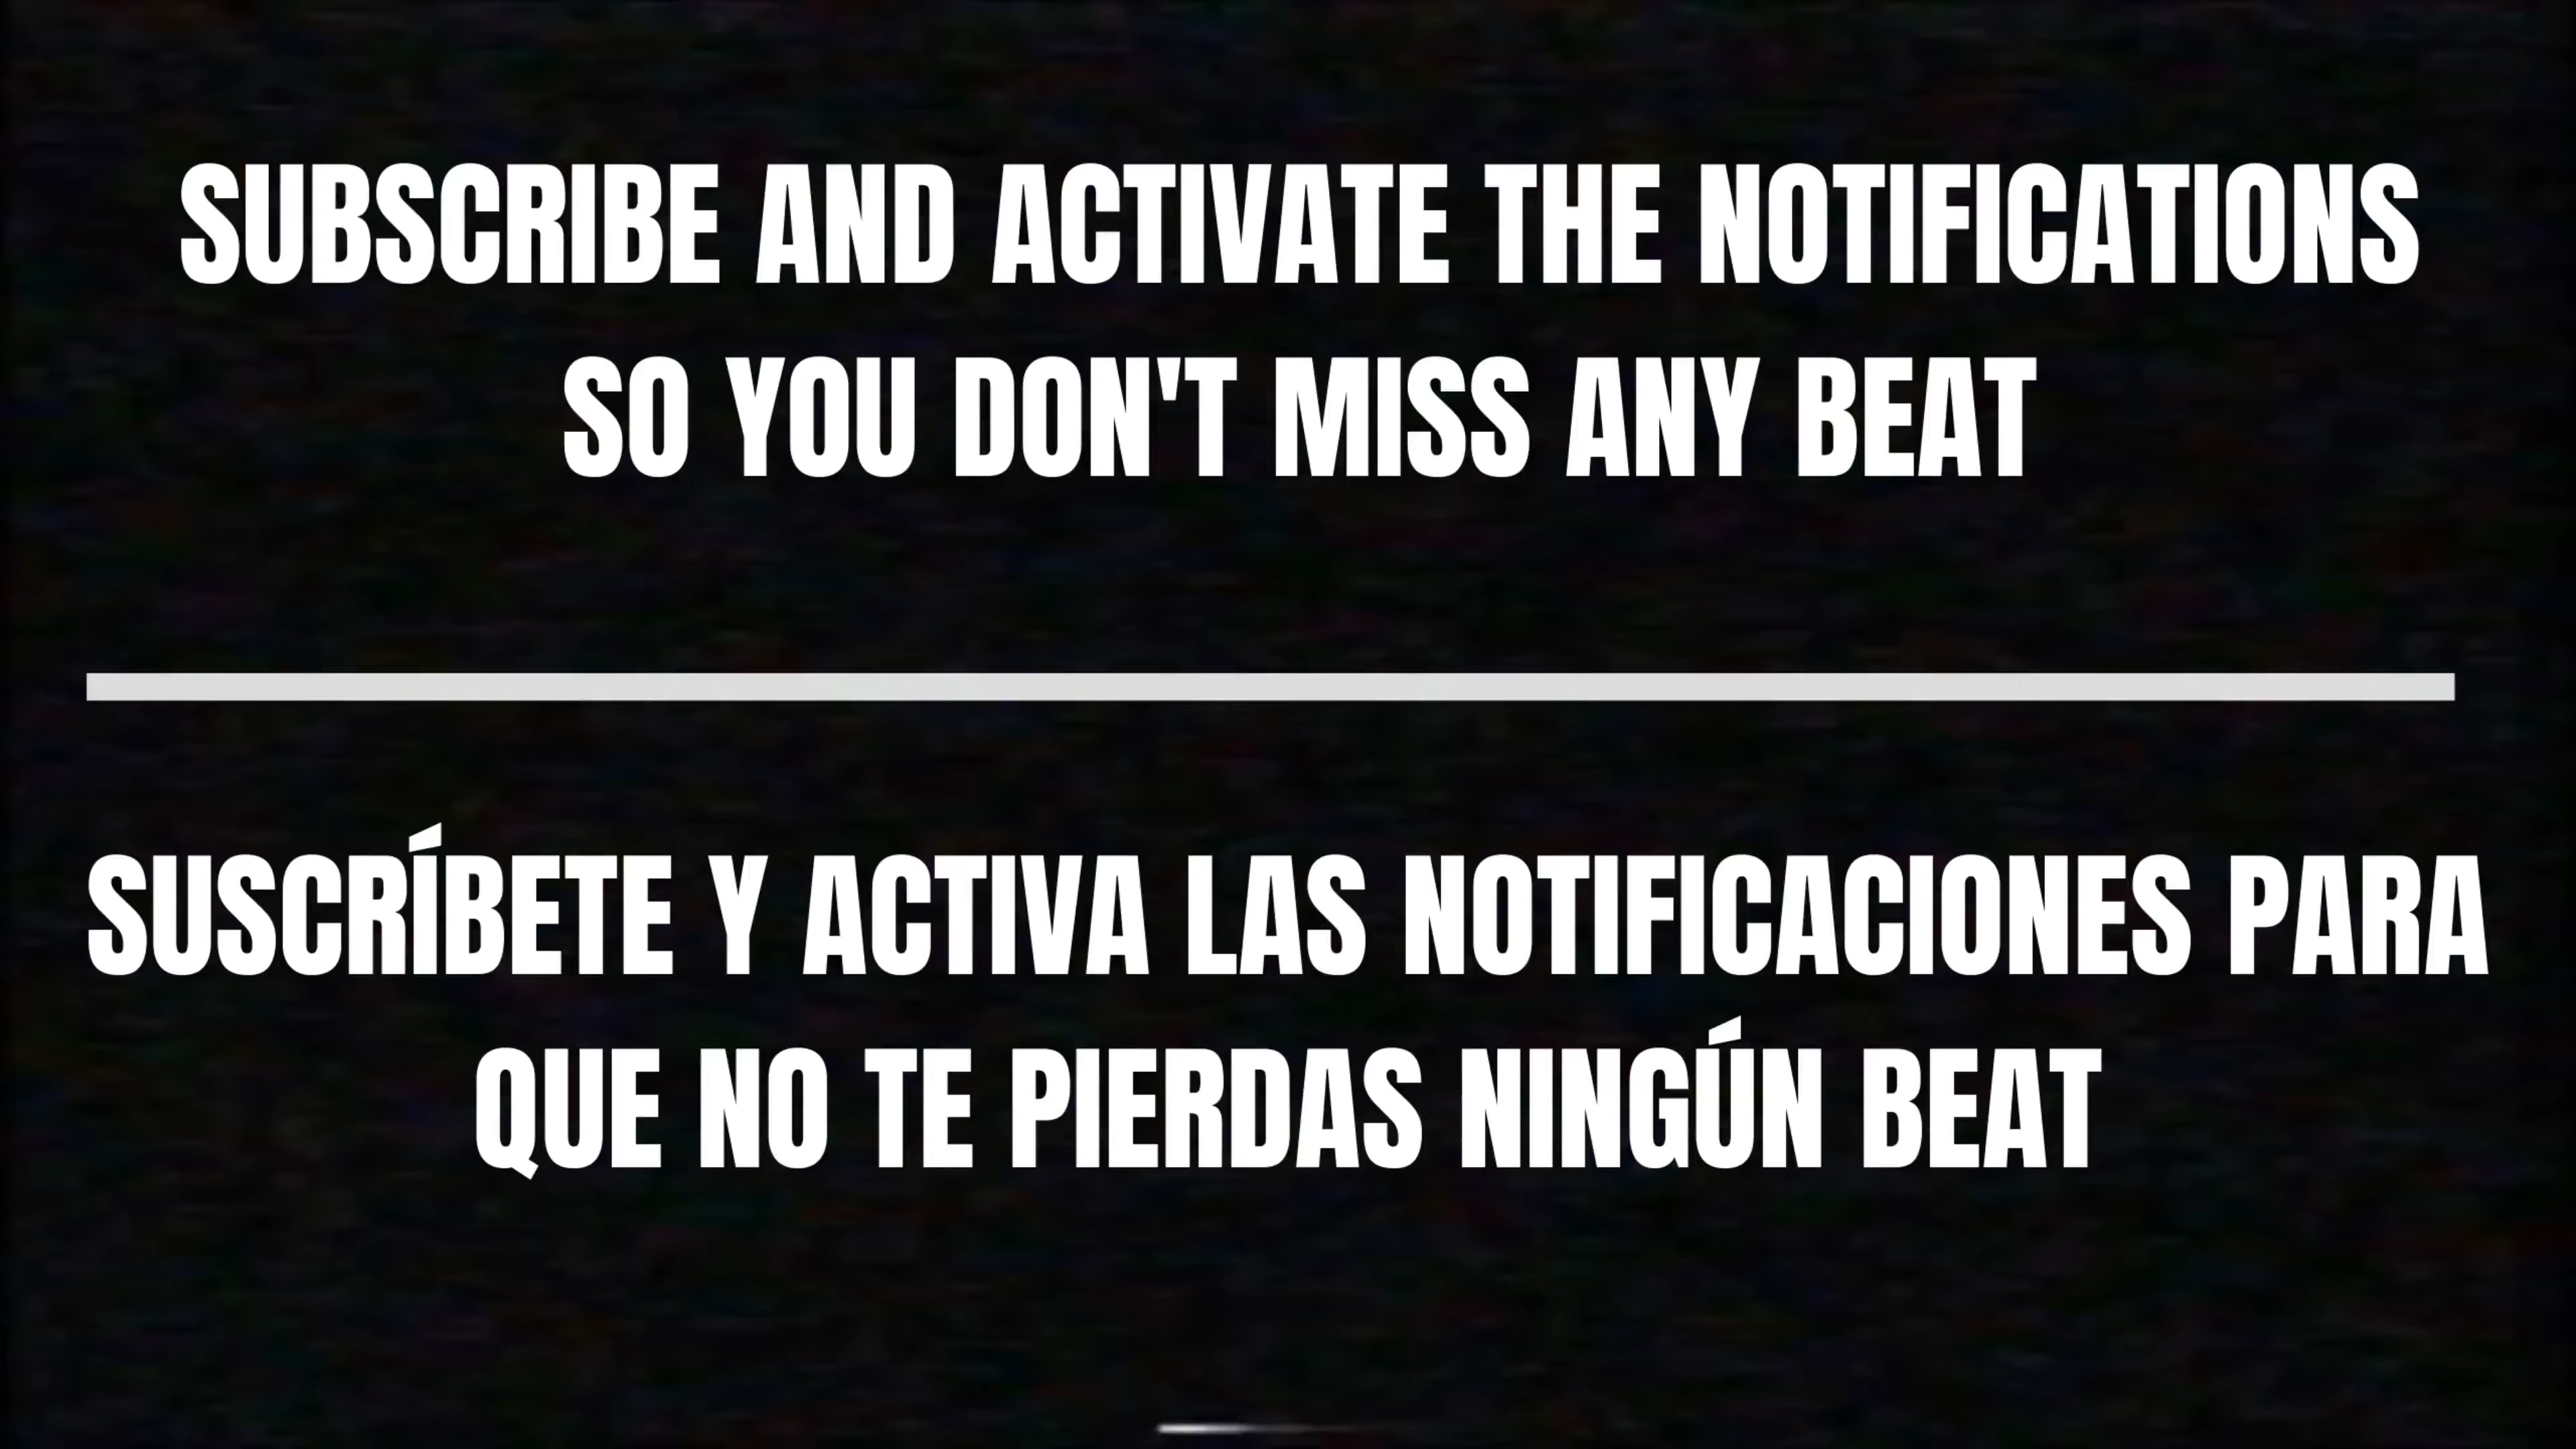 SUBSCRIBE AND ACTIVATE THE NOTIFICATIONS
SO YOU DON'T MISS ANY BEAT
SUSCRÍBETE Y ACTIVA LAS NOTIFICACIONES PARA
QUE NO TE PIERDAS NINGÚN BEAT